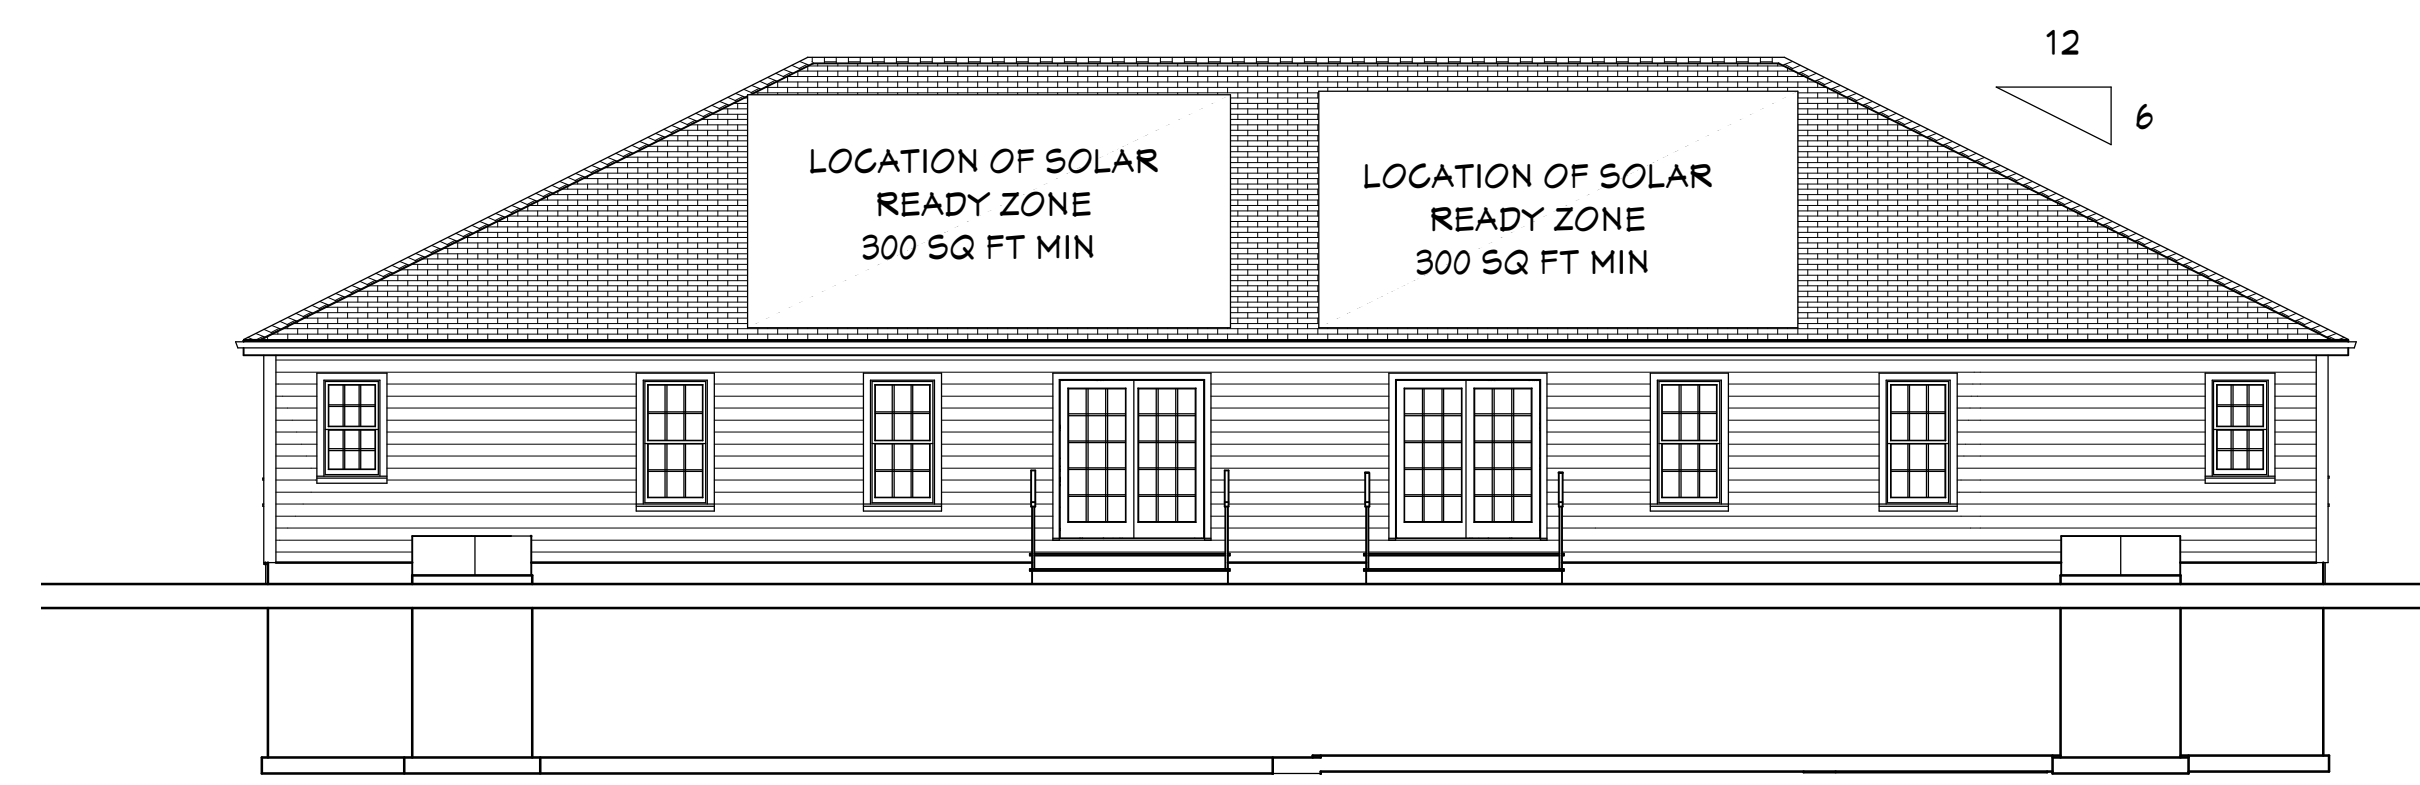 12
6
LOCATION OF SOLAR
READY ZONE
300 SQ FT MIN
LOCATION OF SOLAR
READY ZONE
300 SQ FT MIN